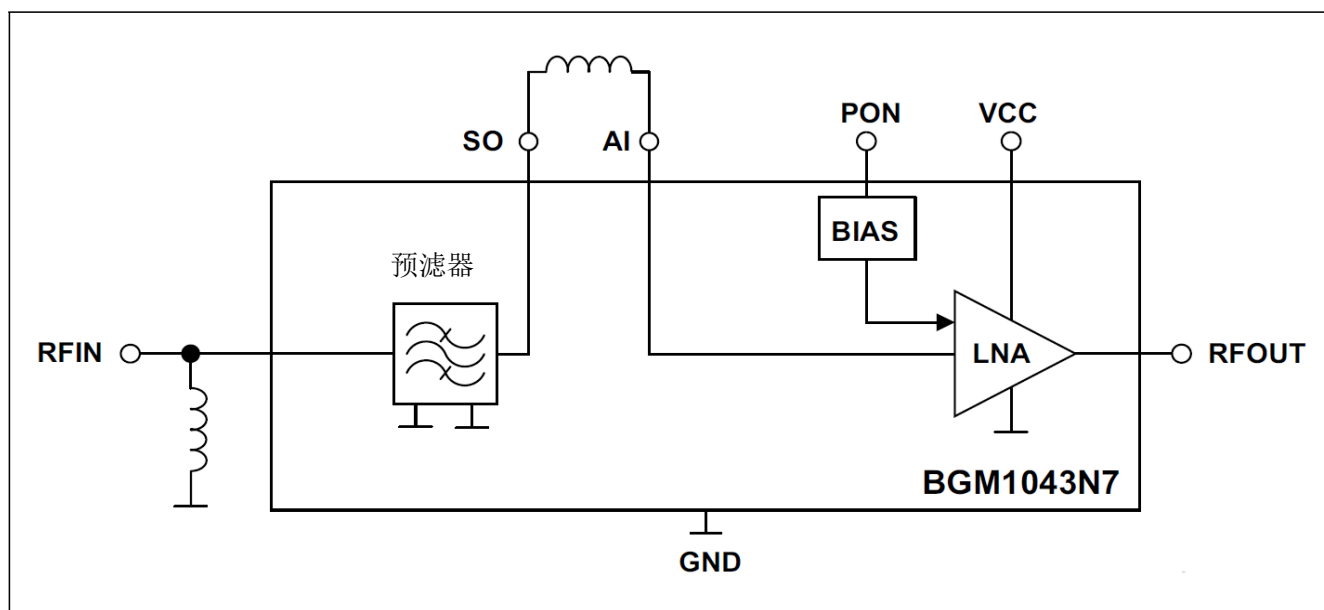 SO
AI
PON
VCC
BIAS
预滤器
RFIN
LNA
RFOUT
BGM1043N7
GND